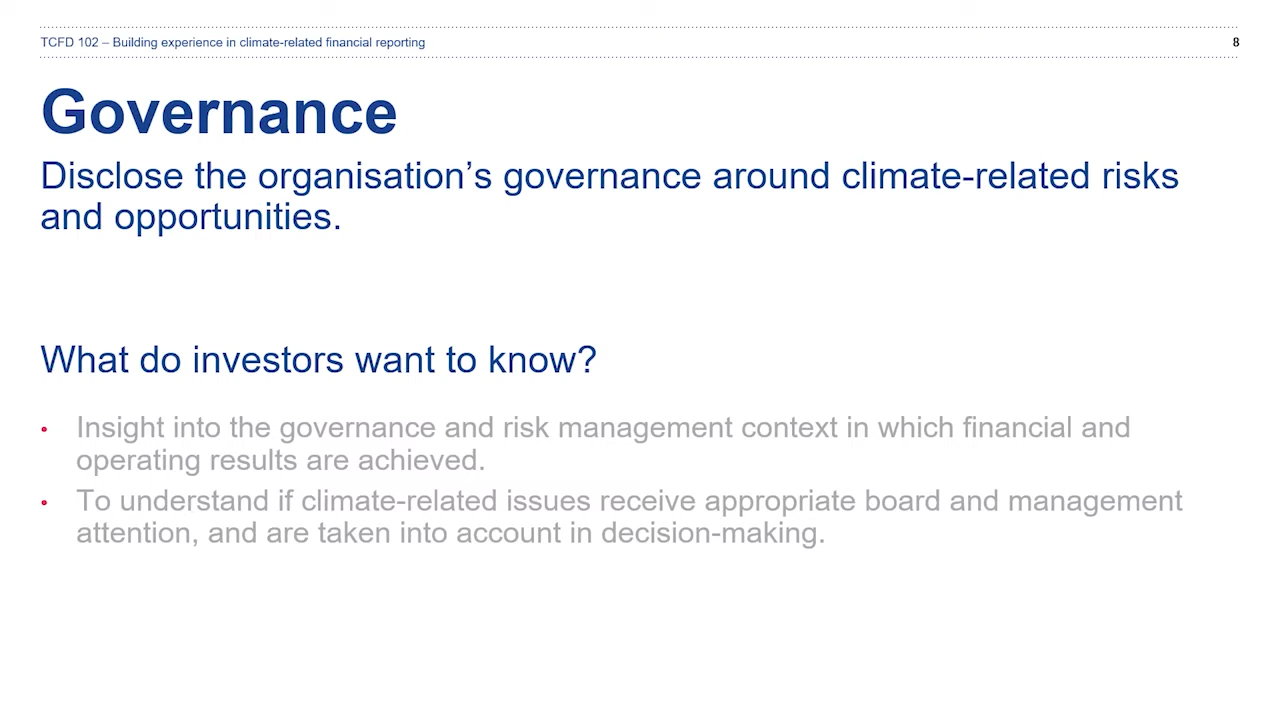 TCFD 102 – Building experience in climate-related financial reporting
8
Governance
Disclose the organisation’s governance around climate-related risks
and opportunities.
What do investors want to know?
• Insight into the governance and risk management context in which financial and
operating results are achieved.
• To understand if climate-related issues receive appropriate board and management
attention, and are taken into account in decision-making.